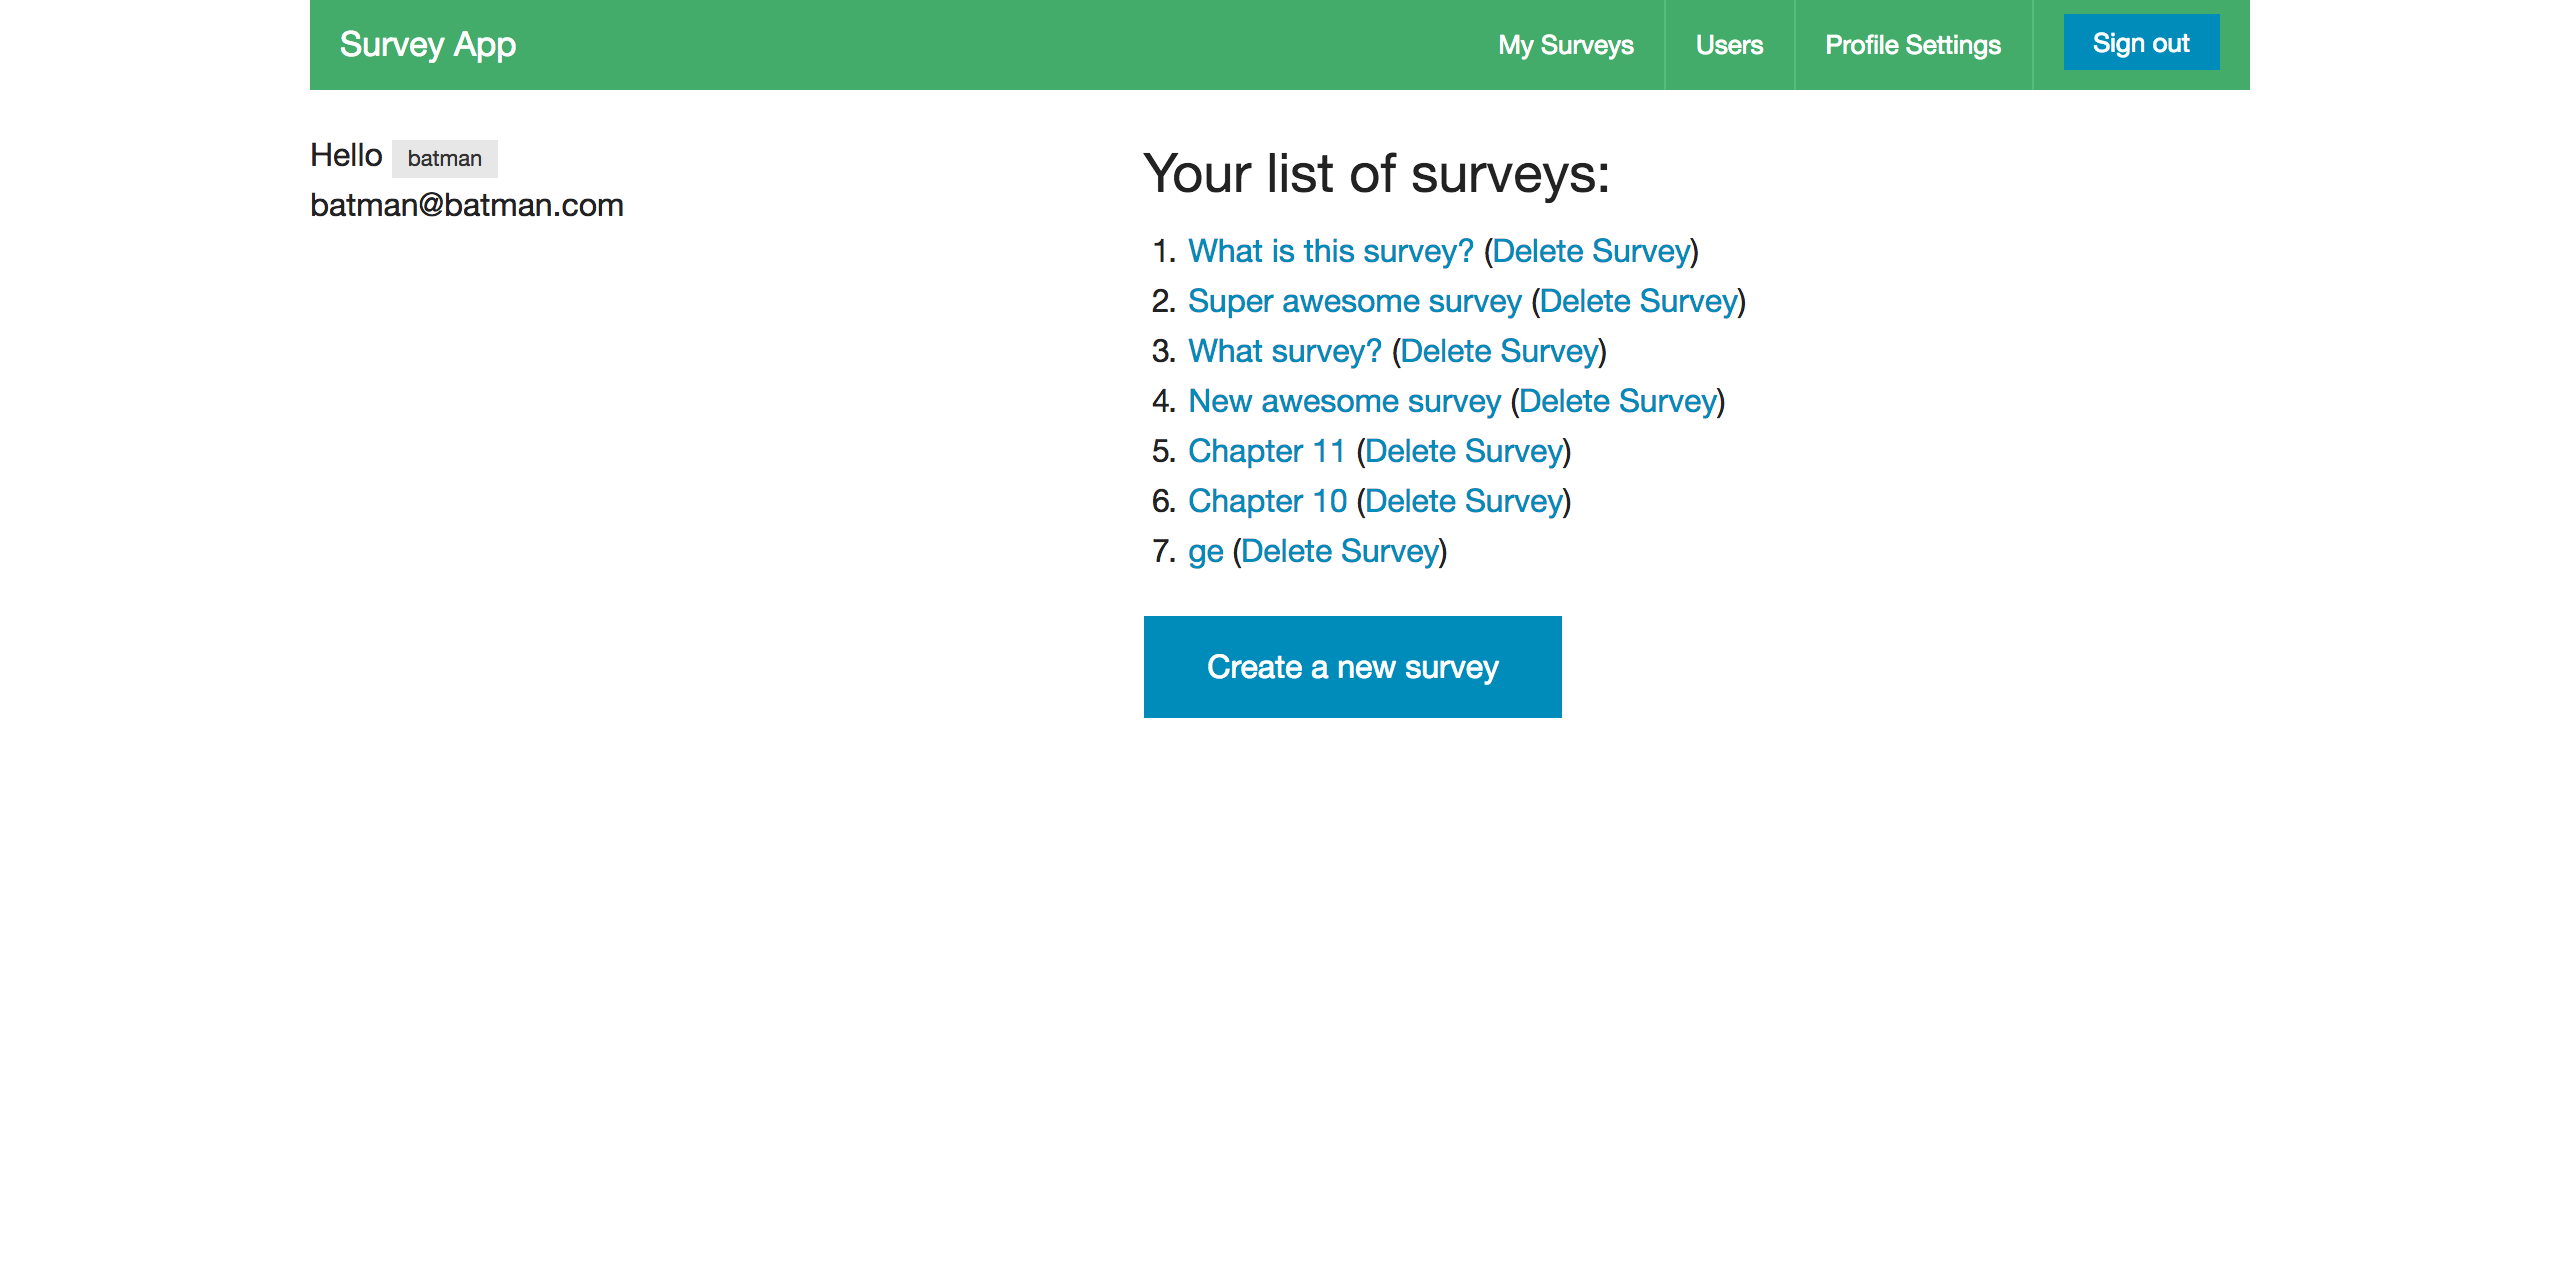 Survey App My Surveys Users Profile Settings Sign out
Hello batman
batman@batman.com
Your list of surveys:
1. What is this survey? (Delete Survey)
2. Super awesome survey (Delete Survey)
3. What survey? (Delete Survey)
4. New awesome survey (Delete Survey)
5. Chapter 11 (Delete Survey)
6. Chapter 10 (Delete Survey)
7. ge (Delete Survey)
Create a new survey